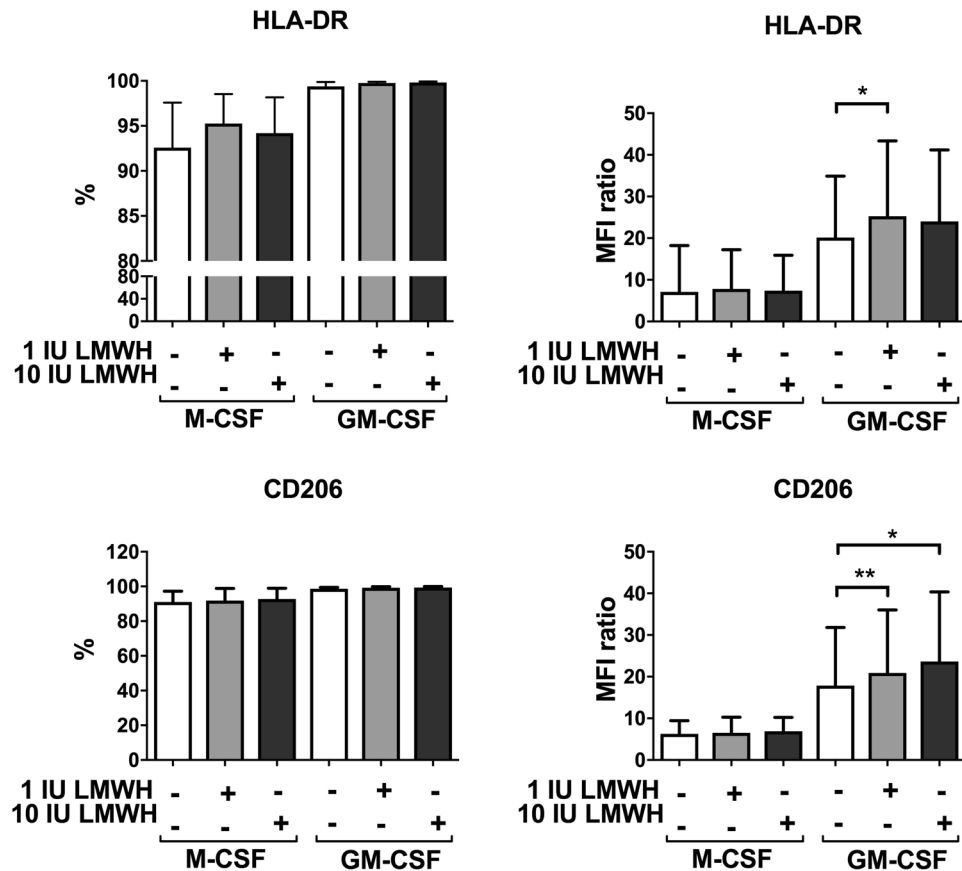 HLA-DR
100
95
90
85
80
80
40
20
0
%
1 IU LMWH - + - - + -
10 IU LMWH - - + - - +
M-CSF GM-CSF
HLA-DR
50
40
30
20
10
0
MFI ratio
*
1 IU LMWH - + - - + -
10 IU LMWH - - + - - +
M-CSF GM-CSF
CD206
120
100
80
60
40
20
0
%
1 IU LMWH - + - - + -
10 IU LMWH - - + - - +
M-CSF GM-CSF
CD206
50
40
30
20
10
0
MFI ratio
*
**
1 IU LMWH - + - - + -
10 IU LMWH - - + - - +
M-CSF GM-CSF